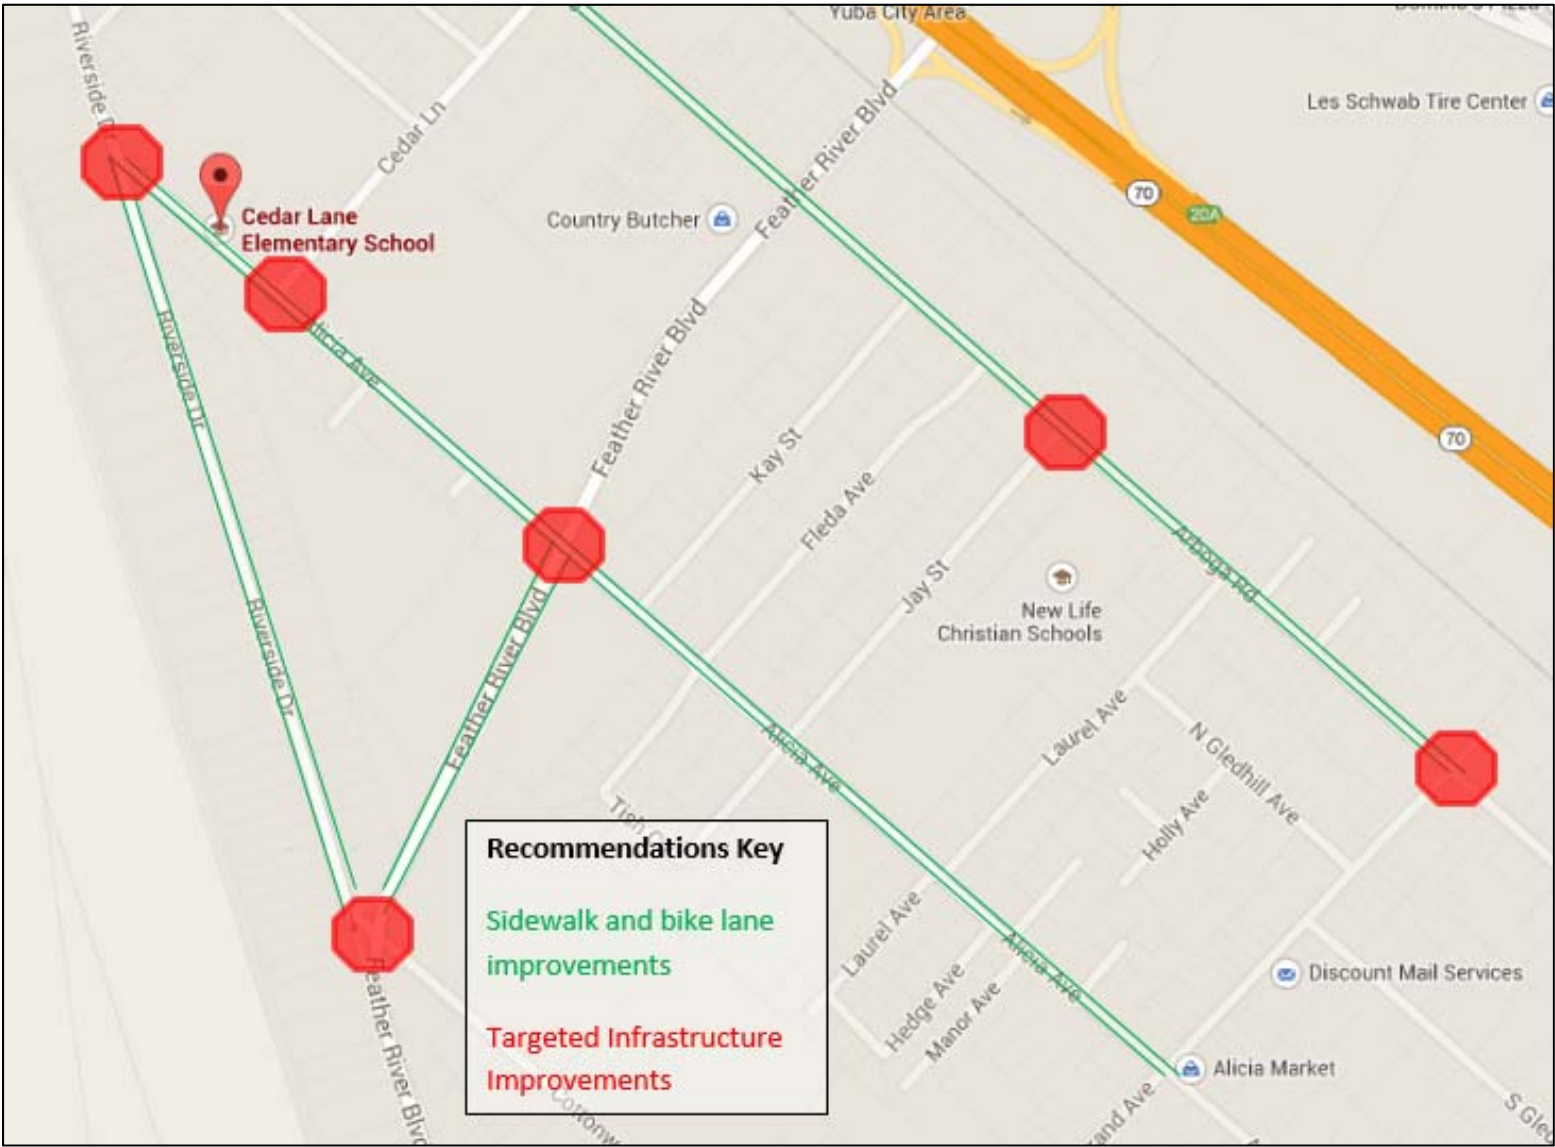 Yuba City Area
Riverside Dr
Les Schwab Tire Center
Cedar Ln
Feather River Blvd
70
20A
Cedar Lane
Elementary School
Country Butcher
Riverside Dr
Alicia Ave
Feather River Blvd
70
Kay St
Fleda Ave
Arboga Rd
Jay St
New Life
Christian Schools
Riverside Dr
Feather River Blvd
Laurel Ave
N Gledhill Ave
Alicia Ave
Holly Ave
Tish
Recommendations Key
Sidewalk and bike lane
improvements
Targeted Infrastructure
Improvements
Laurel Ave
Alicia Ave
Hedge Ave
Manor Ave
Discount Mail Services
Alicia Market
Feather River Blvd